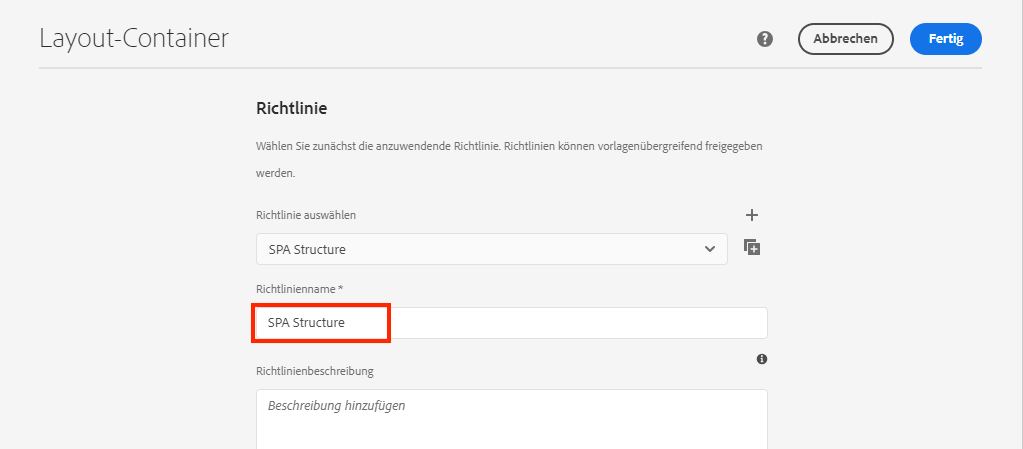 Layout-Container
Abbrechen
Fertig
Richtlinie
Wählen Sie zunächst die anzuwendende Richtlinie. Richtlinien können vorlagenübergreifend freigegeben
werden.
Richtlinie auswählen
SPA Structure
Richtlinienname *
SPA Structure
Richtlinienbeschreibung
Beschreibung hinzufügen